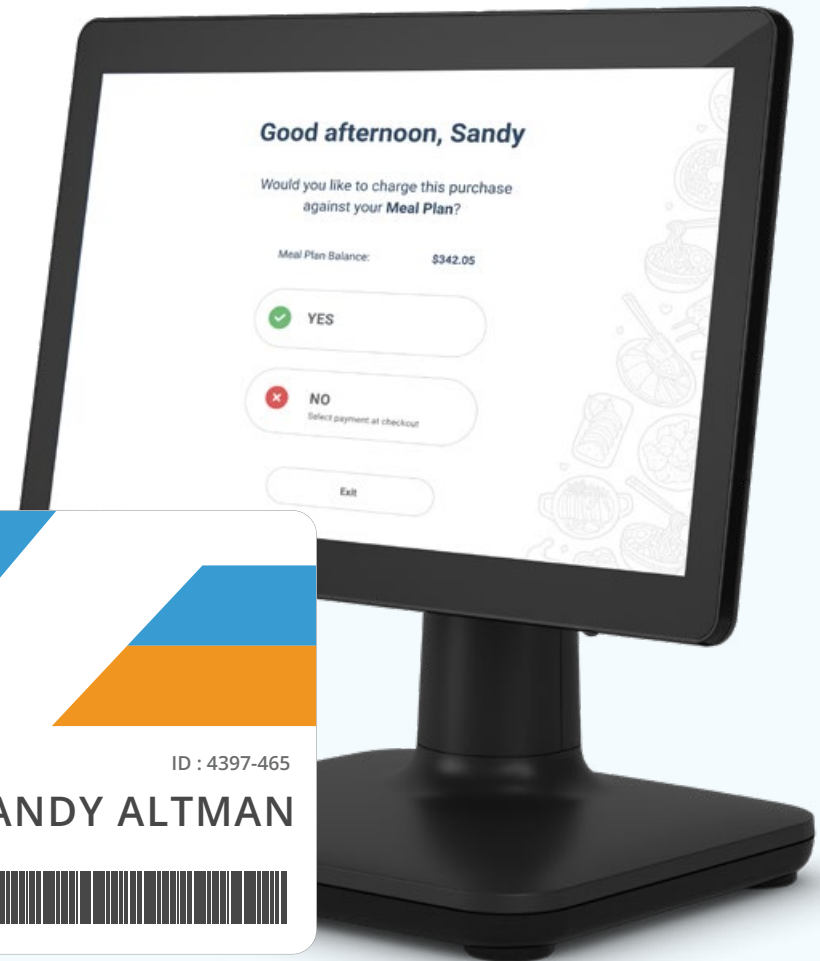 Good afternoon, Sandy
Would you like to charge this purchase
against your Meal Plan?
Meal Plan Balance: $342.05
YES
NO
Select payment at checkout
Exit
ID : 4397-465
ANDY ALTMAN